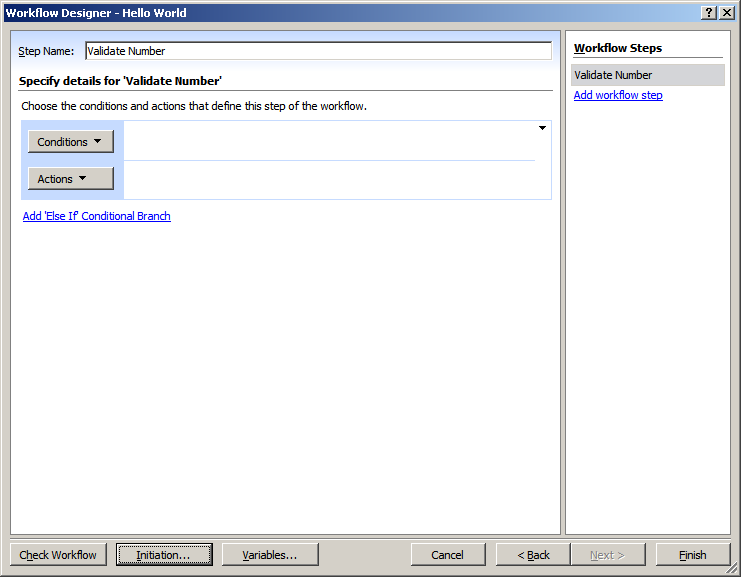 Workflow Designer - Hello World
Step Name: Validate Number
Specify details for 'Validate Number'
Choose the conditions and actions that define this step of the workflow.
Conditions
Actions
Add 'Else If' Conditional Branch
Workflow Steps
Validate Number
Add workflow step
Check Workflow Initiation... Variables... Cancel < Back Next > Finish